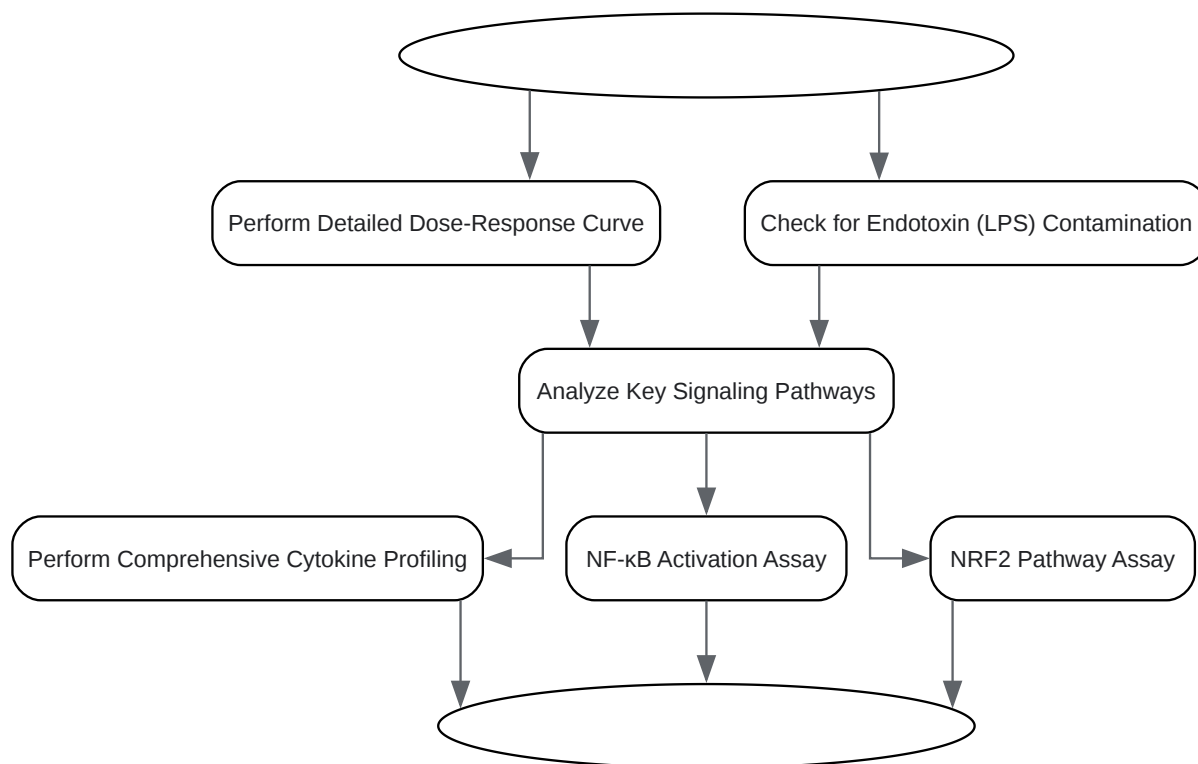 Perform Detailed Dose-Response Curve
Check for Endotoxin (LPS) Contamination
Analyze Key Signaling Pathways
Perform Comprehensive Cytokine Profiling
NF-κB Activation Assay
NRF2 Pathway Assay